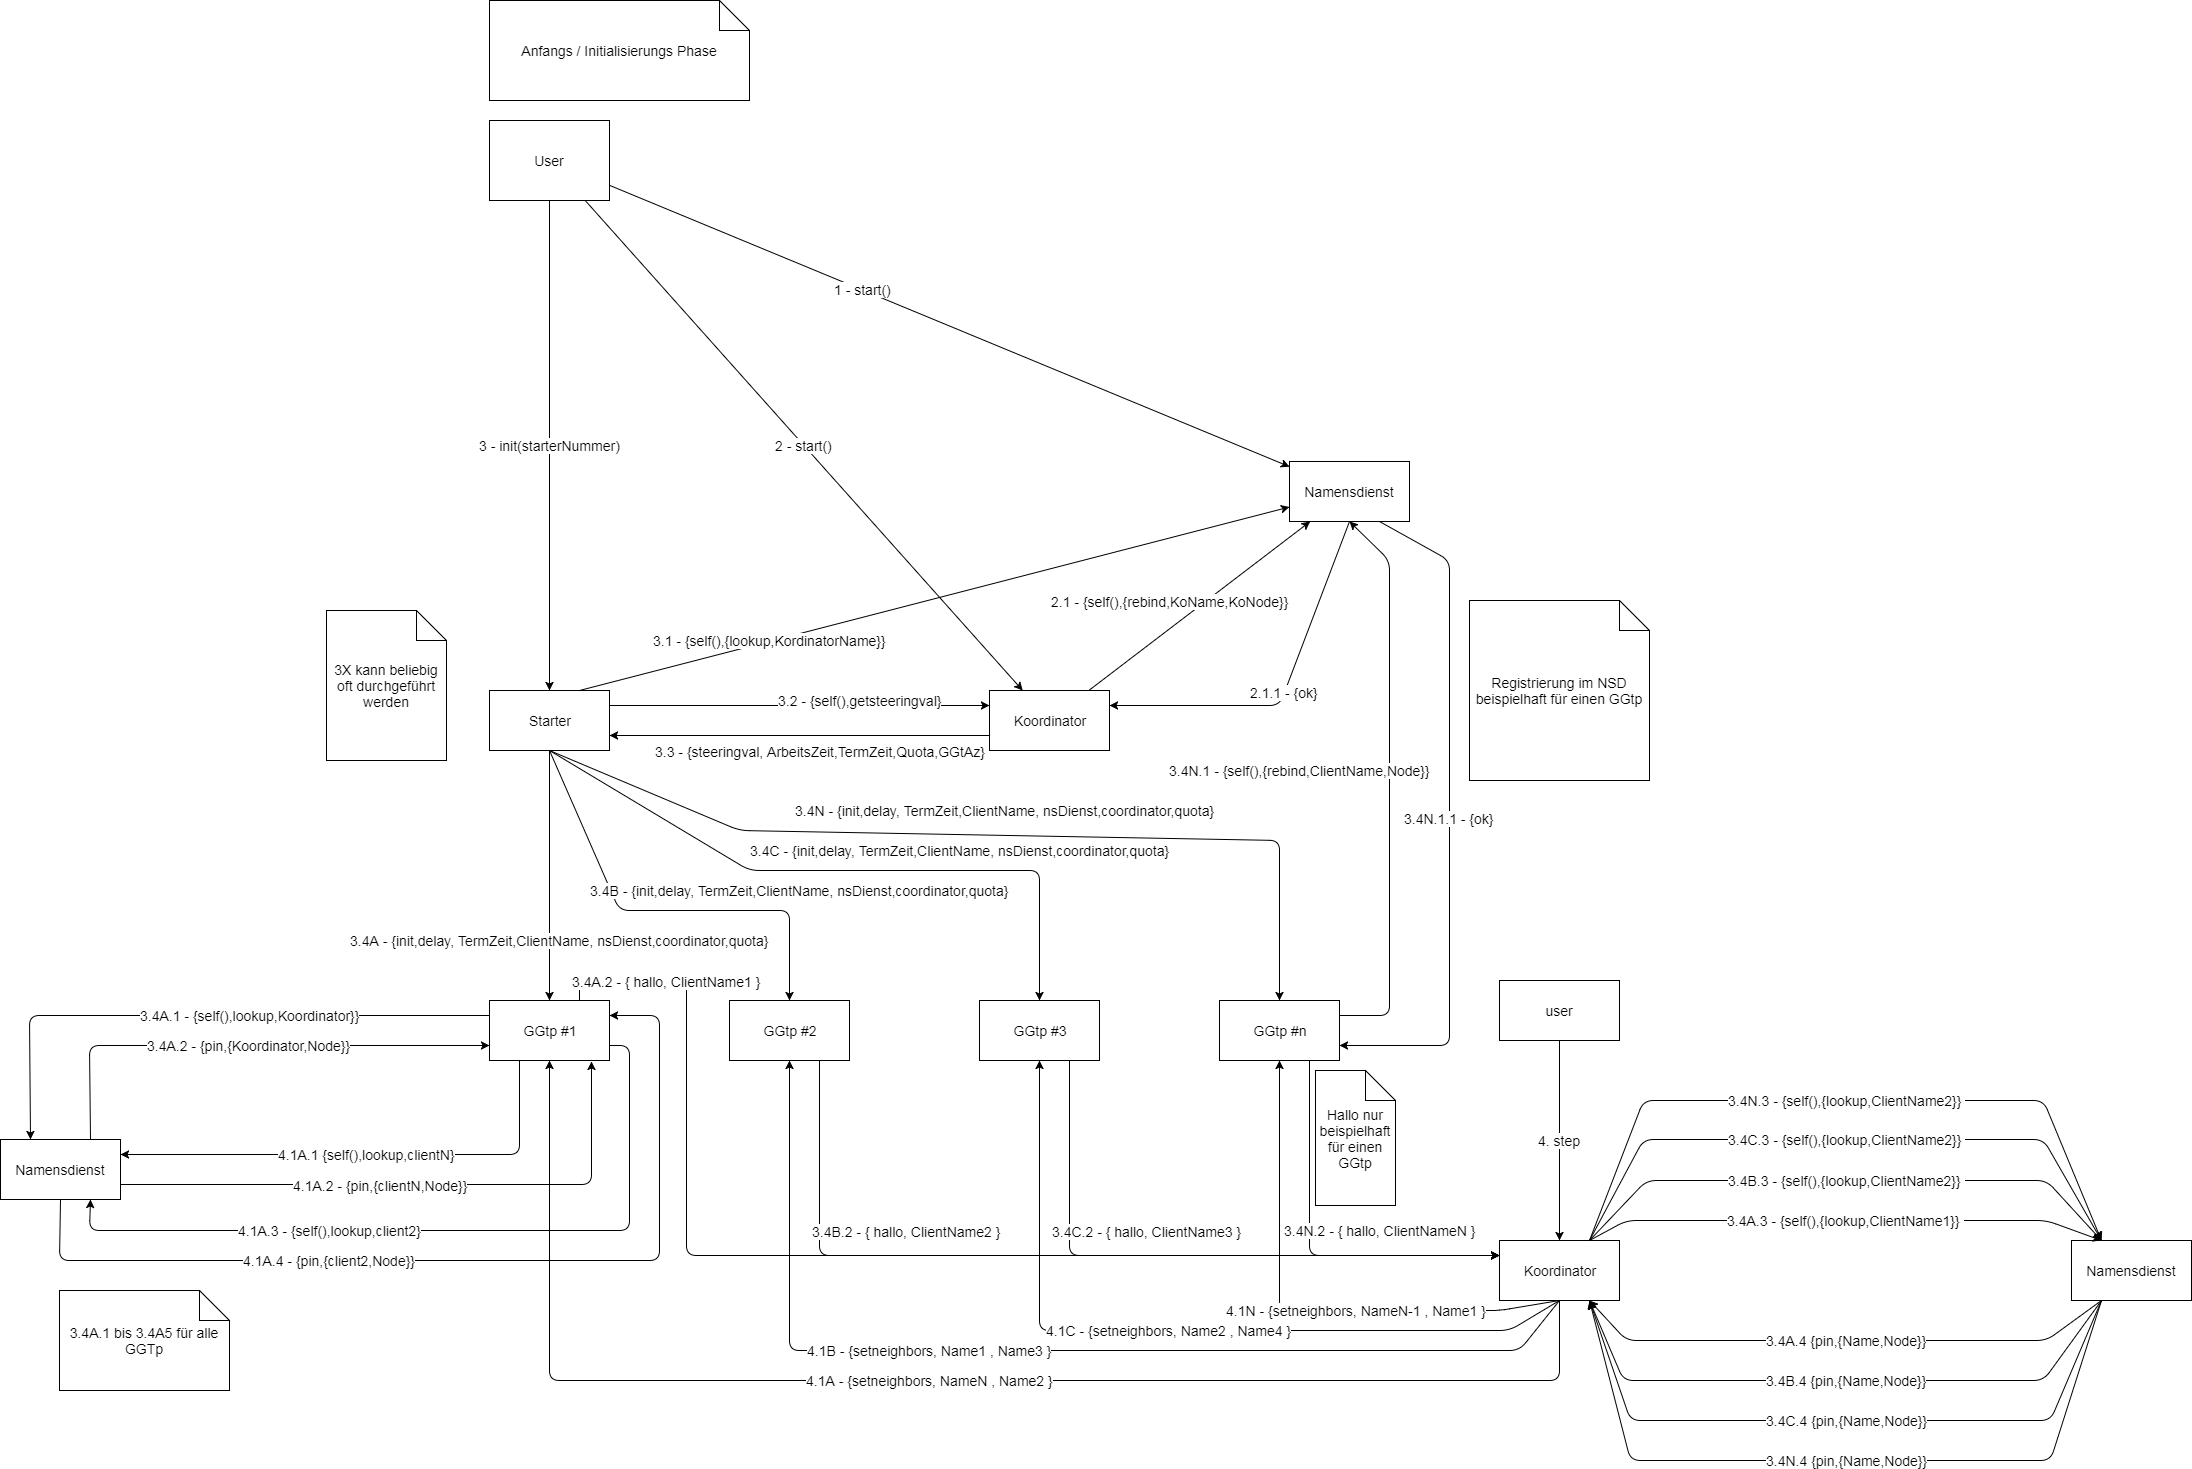 Anfangs / Initialisierungs Phase
User
1 - start()
3 - init(starterNummer)
2 - start()
Namensdienst
2.1 - {self(),{rebind,KoName,KoNode}}
3.1 - {self(),{lookup,KordinatorName}}
3X kann beliebig
oft durchgeführt
werden
Registrierung im NSD
beispielhaft für einen GGtp
2.1.1 - {ok}
3.2 - {self(),getsteeringval}
Starter
Koordinator
3.3 - {steeringval, ArbeitsZeit,TermZeit,Quota,GGtAz}
3.4N.1 - {self(),{rebind,ClientName,Node}}
3.4N - {init,delay, TermZeit,ClientName, nsDienst,coordinator,quota}
3.4N.1.1 - {ok}
3.4C - {init,delay, TermZeit,ClientName, nsDienst,coordinator,quota}
3.4B - {init,delay, TermZeit,ClientName, nsDienst,coordinator,quota}
3.4A - {init,delay, TermZeit,ClientName, nsDienst,coordinator,quota}
3.4A.2 - { hallo, ClientName1 }
3.4A.1 - {self(),lookup,Koordinator}}
GGtp #1
GGtp #2
GGtp #3
GGtp #n
user
3.4A.2 - {pin,{Koordinator,Node}}
Hallo nur
beispielhaft
für einen
GGtp
3.4N.3 - {self(),{lookup,ClientName2}}
4. step
3.4C.3 - {self(),{lookup,ClientName2}}
4.1A.1 {self(),lookup,clientN}
Namensdienst
4.1A.2 - {pin,{clientN,Node}}
3.4B.3 - {self(),{lookup,ClientName2}}
3.4A.3 - {self(),{lookup,ClientName1}}
4.1A.3 - {self(),lookup,client2}
3.4B.2 - { hallo, ClientName2 }
3.4C.2 - { hallo, ClientName3 }
3.4N.2 - { hallo, ClientNameN }
4.1A.4 - {pin,{client2,Node}}
Koordinator
Namensdienst
4.1N - {setneighbors, NameN-1 , Name1 }
4.1C - {setneighbors, Name2 , Name4 }
3.4A.1 bis 3.4A5 für alle
GGTp
3.4A.4 {pin,{Name,Node}}
4.1B - {setneighbors, Name1 , Name3 }
4.1A - {setneighbors, NameN , Name2 }
3.4B.4 {pin,{Name,Node}}
3.4C.4 {pin,{Name,Node}}
3.4N.4 {pin,{Name,Node}}